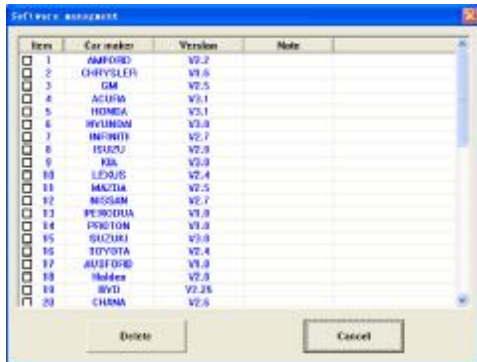 Software managment
Item Car maker Version Note
1 AMFORD V2.2
2 CHRYSLER V1.6
3 GM V2.5
4 ACURA V3.1
5 HONDA V3.1
6 HYUNDAI V3.0
7 INFINITI V2.7
8 ISUZU V2.0
9 KIA V3.0
10 LEXUS V2.4
11 MAZDA V2.5
12 NISSAN V2.7
13 PERODUA V1.0
14 PROTON V1.0
15 SUZUKI V3.0
16 TOYOTA V2.4
17 AUSFORD V1.0
18 Holden V2.0
19 BYD V2.25
20 CHANA V2.6
Delete Cancel